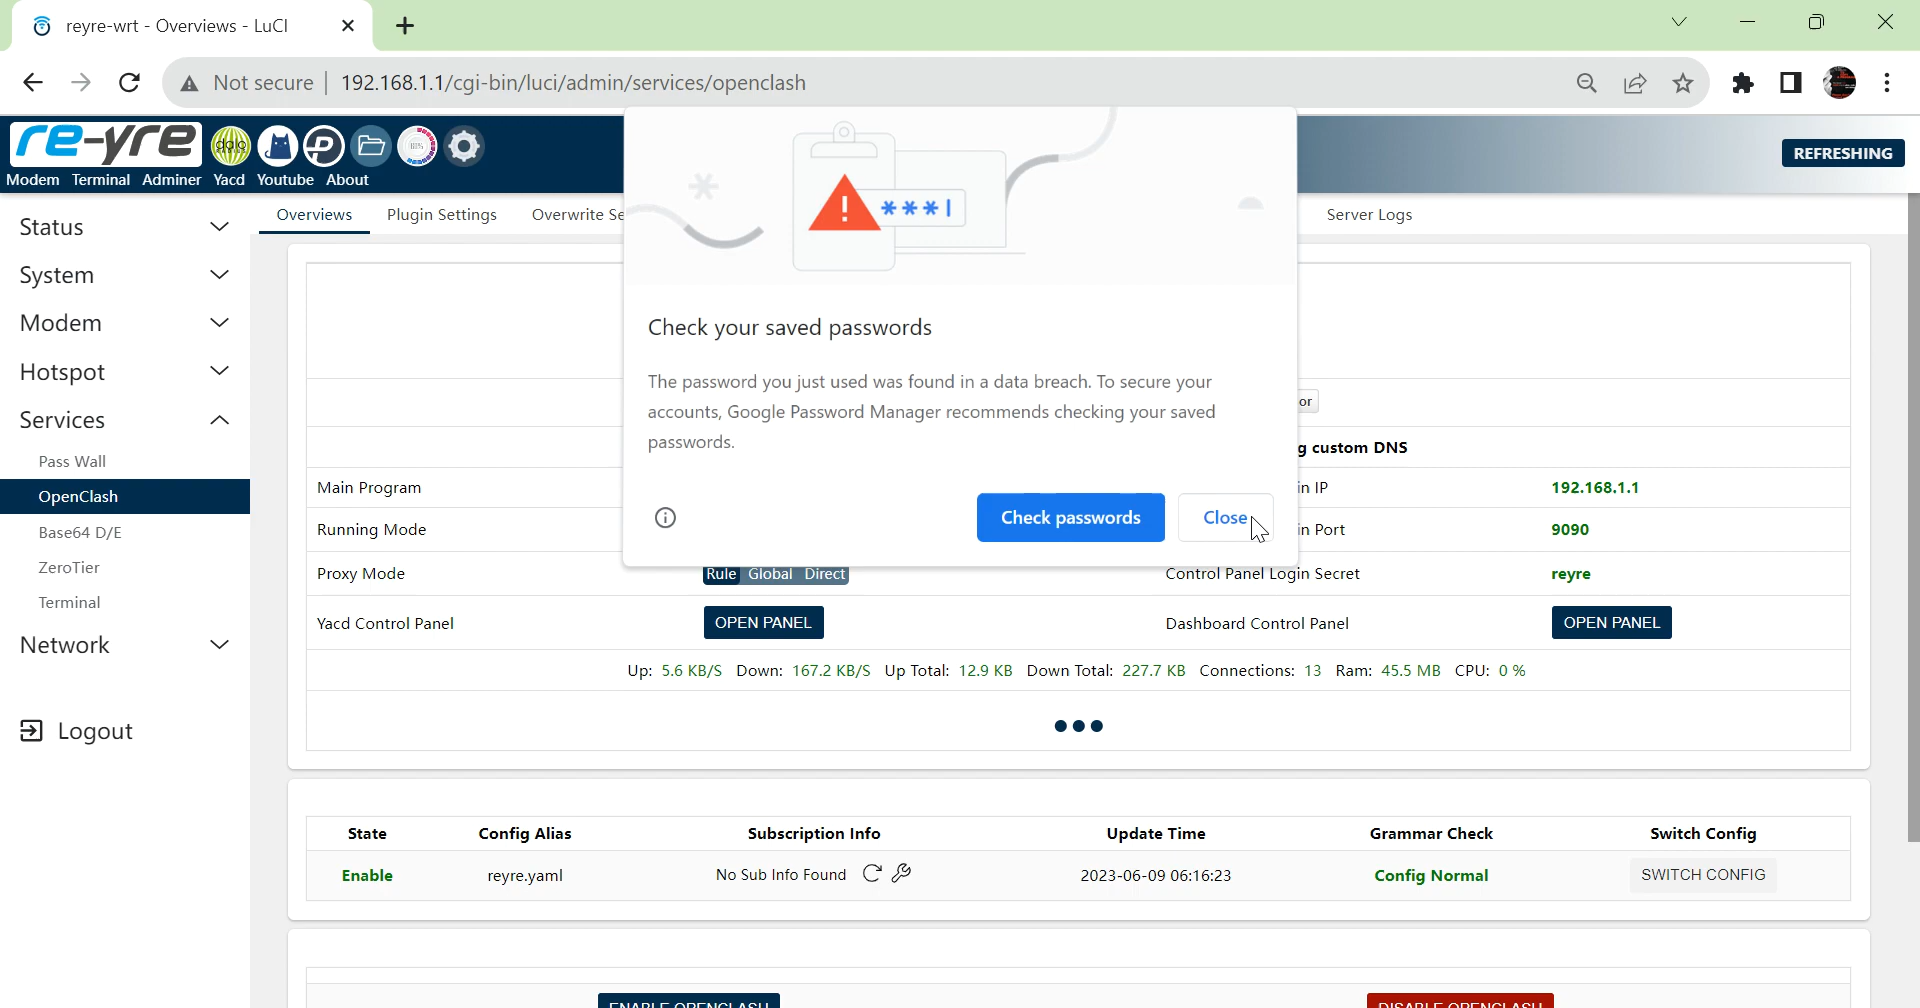 reyre-wrt - Overviews - LuCI
Not secure | 192.168.1.1/cgi-bin/luci/admin/services/openclash
re-yre
REFRESHING
Modem Terminal Adminer Yacd Youtube About
Overviews Plugin Settings Overwrite Se Server Logs
Status
System
Modem
Hotspot
Services
Pass Wall
OpenClash
Base64 D/E
ZeroTier
Terminal
Network
Logout
***|
Check your saved passwords
The password you just used was found in a data breach. To secure your
accounts, Google Password Manager recommends checking your saved
passwords.
Check passwords Close
or
g custom DNS
Main Program in IP 192.168.1.1
Running Mode in Port 9090
Proxy Mode Rule Global Direct Control Panel Login Secret reyre
Yacd Control Panel OPEN PANEL Dashboard Control Panel OPEN PANEL
Up: 5.6 KB/S Down: 167.2 KB/S Up Total: 12.9 KB Down Total: 227.7 KB Connections: 13 Ram: 45.5 MB CPU: 0 %
State Config Alias Subscription Info Update Time Grammar Check Switch Config
Enable reyre.yaml No Sub Info Found 2023-06-09 06:16:23 Config Normal SWITCH CONFIG
ENABLE OPENCLASH DISABLE OPENCLASH